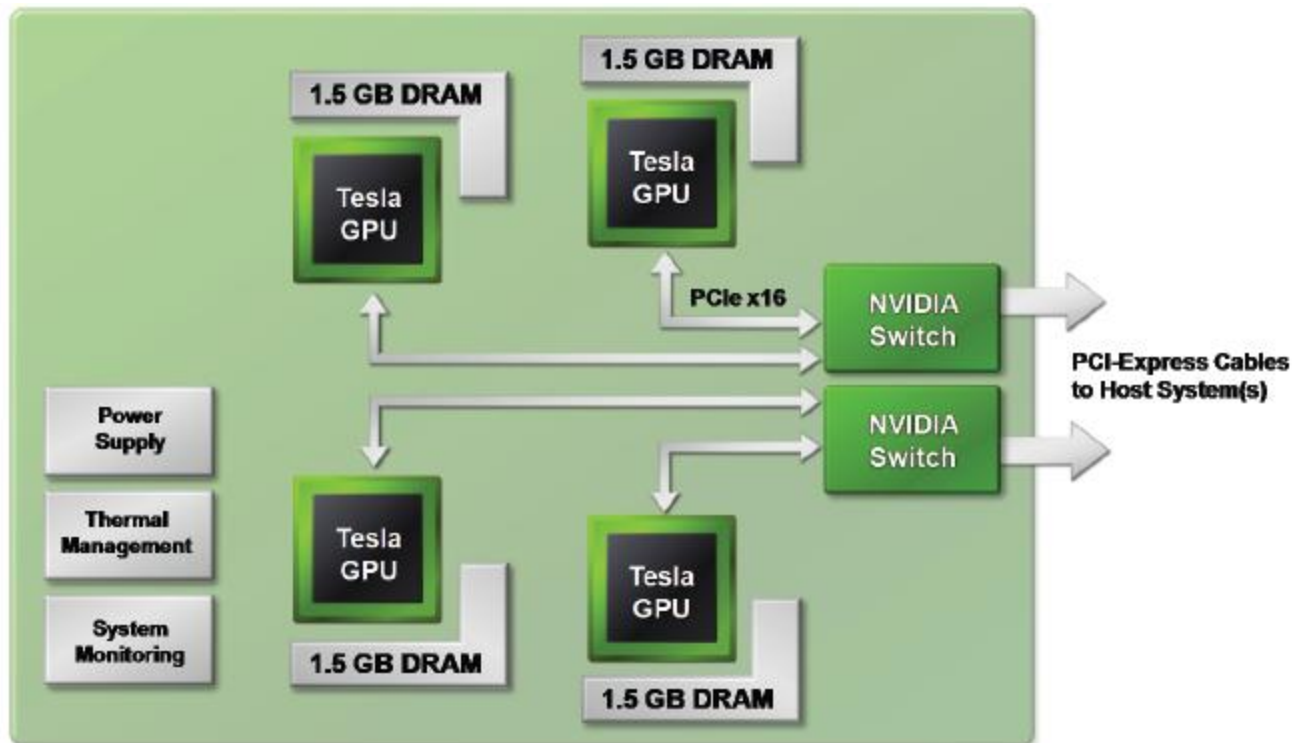 1.5 GB DRAM
1.5 GB DRAM
Tesla
GPU
Tesla
GPU
PCIe x16
NVIDIA
Switch
PCI-Express Cables
to Host System(s)
NVIDIA
Switch
Power
Supply
Thermal
Management
System
Monitoring
Tesla
GPU
Tesla
GPU
1.5 GB DRAM
1.5 GB DRAM